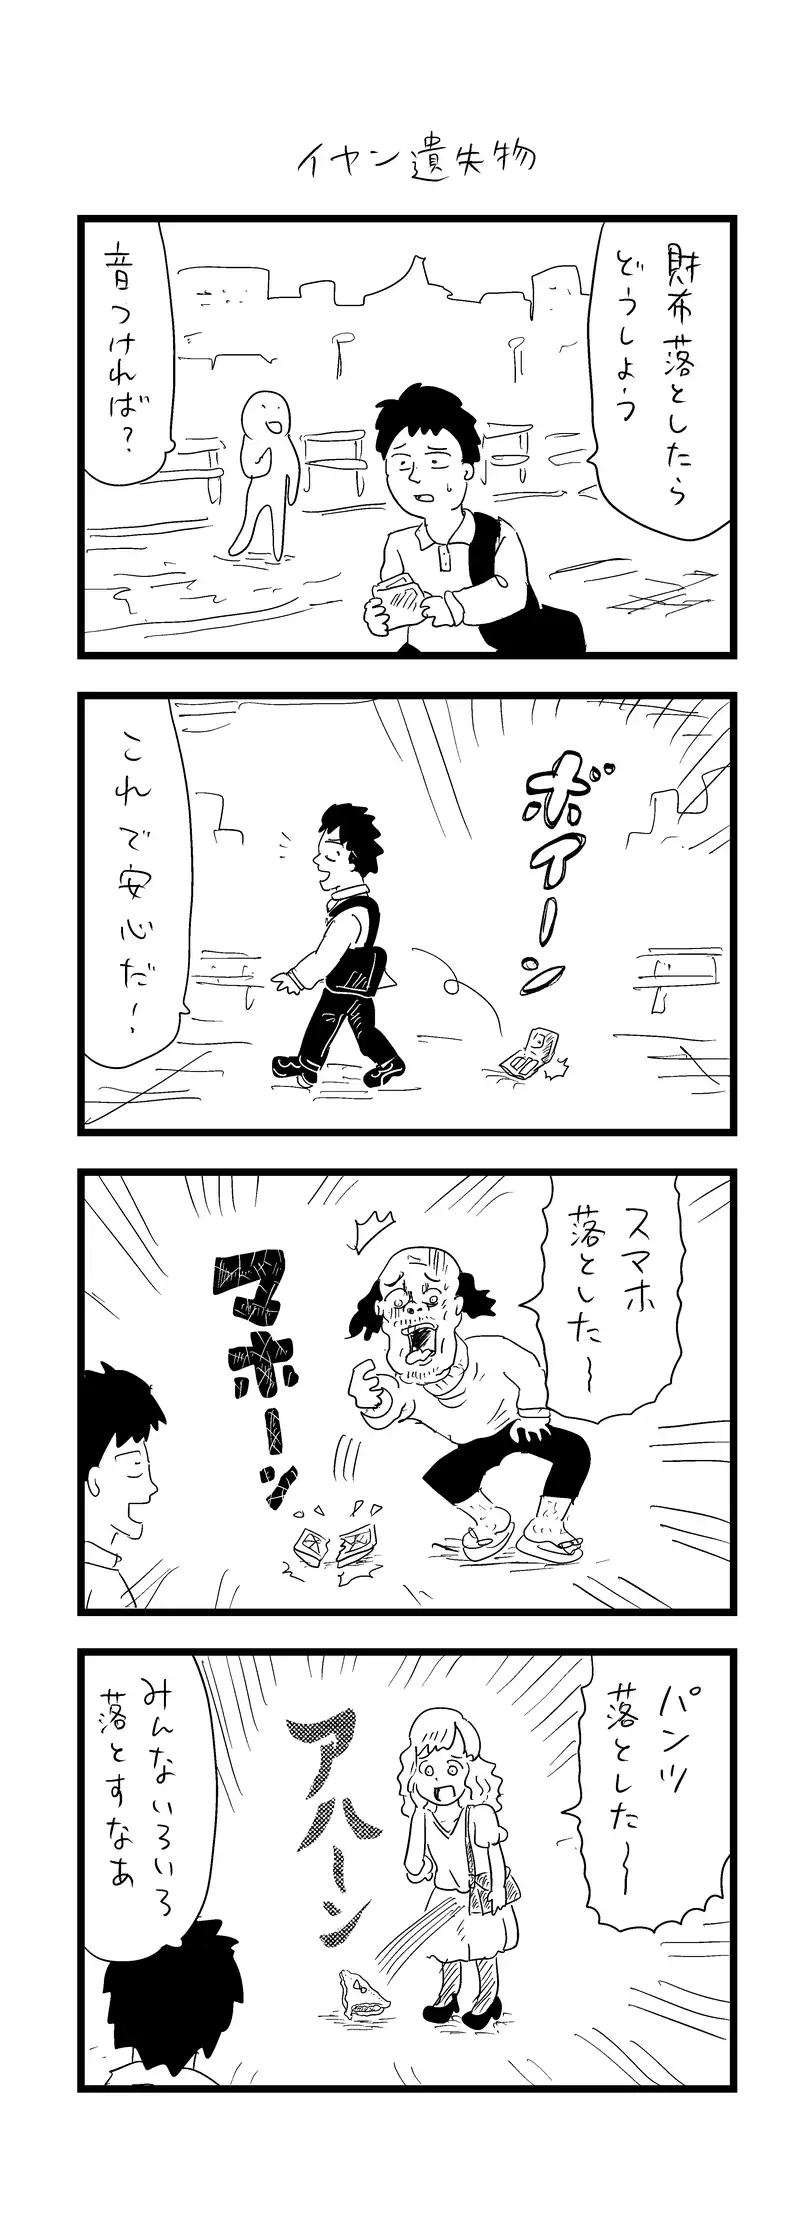 イヤン遺失物
財布落としたら
どうしよう
音つければ?
ボイーン
これで安心だ!
スマホ
落とした〜
マホーン
パンツ
落とした〜
アハーン
みんないろいろ
落とすなあ